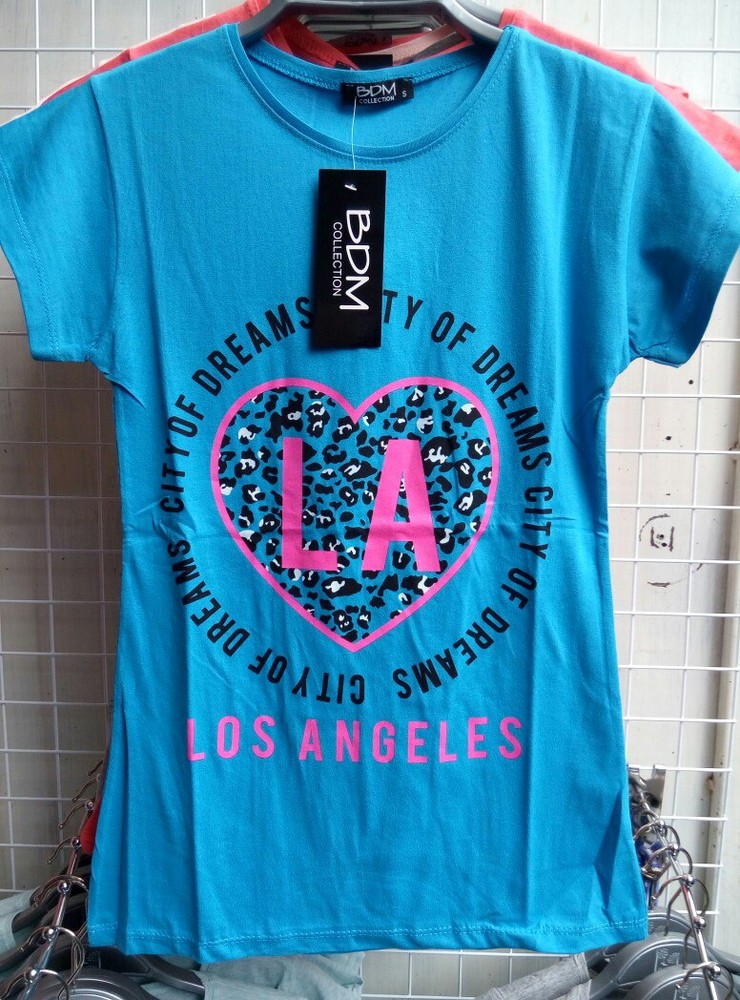 BDM
COLLECTION
S
BDM
COLLECTION
CITY OF DREAMS CITY OF DREAMS CITY OF DREAMS CITY OF DREAMS
LA
LOS ANGELES